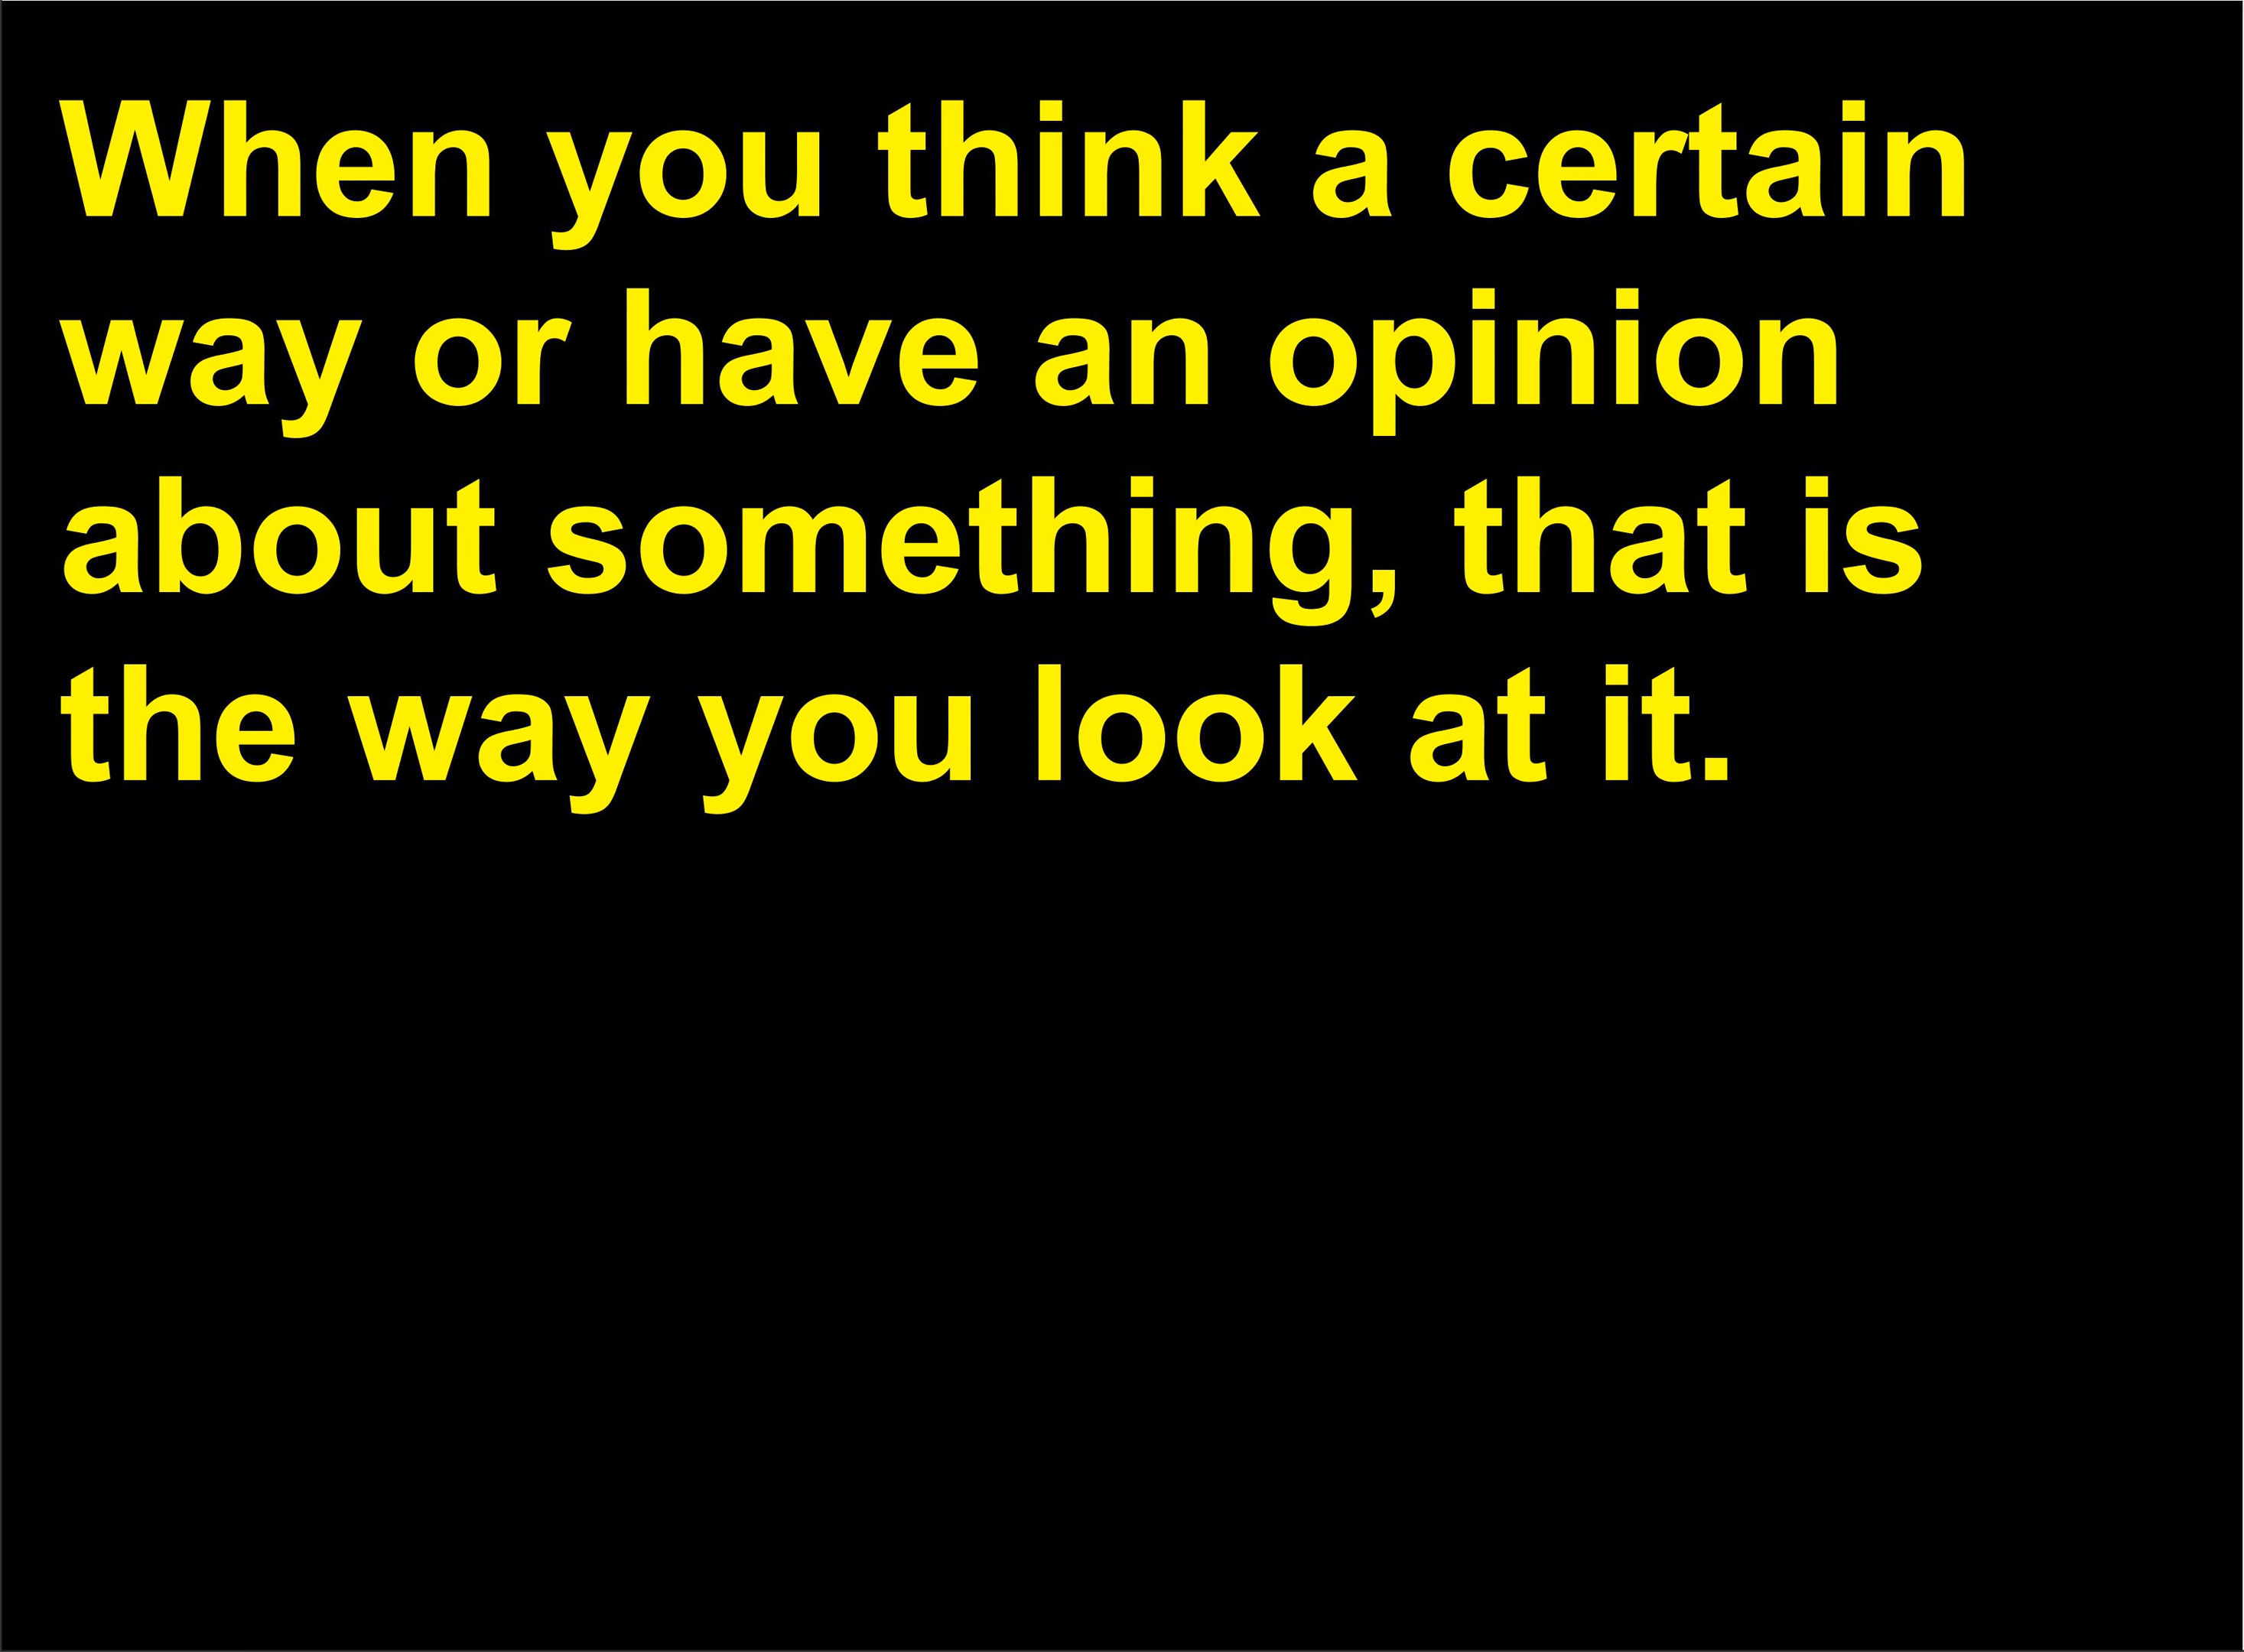 When you think a certain
way or have an opinion
about something, that is
the way you look at it.